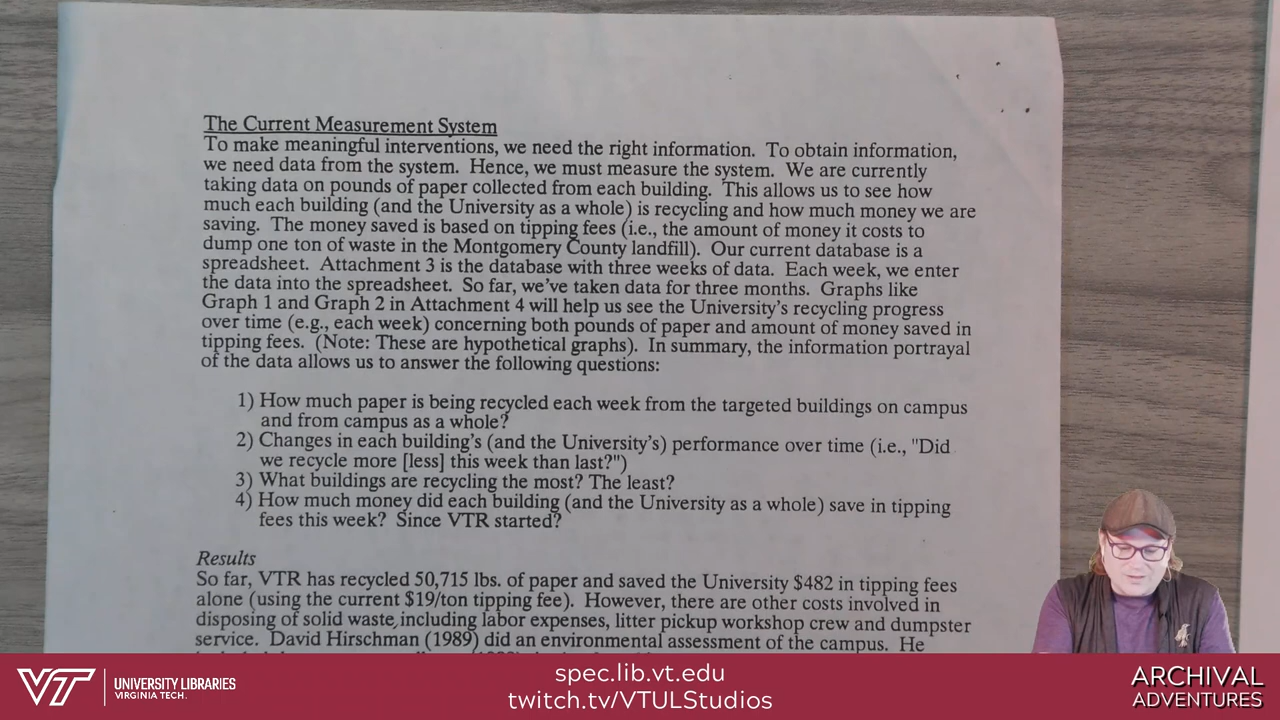 The Current Measurement System
To make meaningful interventions, we need the right information. To obtain information,
we need data from the system. Hence, we must measure the system. We are currently
taking data on pounds of paper collected from each building. This allows us to see how
much each building (and the University as a whole) is recycling and how much money we are
saving. The money saved is based on tipping fees (i.e., the amount of money it costs to
dump one ton of waste in the Montgomery County landfill). Our current database is a
spreadsheet. Attachment 3 is the database with three weeks of data. Each week, we enter
the data into the spreadsheet. So far, we've taken data for three months. Graphs like
Graph 1 and Graph 2 in Attachment 4 will help us see the University's recycling progress
over time (e.g., each week) concerning both pounds of paper and amount of money saved in
tipping fees. (Note: These are hypothetical graphs). In summary, the information portrayal
of the data allows us to answer the following questions:
1) How much paper is being recycled each week from the targeted buildings on campus
and from campus as a whole?
2) Changes in each building's (and the University's) performance over time (i.e., "Did
we recycle more [less] this week than last?")
3) What buildings are recycling the most? The least?
4) How much money did each building (and the University as a whole) save in tipping
fees this week? Since VTR started?
Results
So far, VTR has recycled 50,715 lbs. of paper and saved the University $482 in tipping fees
alone (using the current $19/ton tipping fee). However, there are other costs involved in
disposing of solid waste, including labor expenses, litter pickup workshop crew and dumpster
service. David Hirschman (1989) did an environmental assessment of the campus. He
VT
UNIVERSITY LIBRARIES
VIRGINIA TECH.
spec.lib.vt.edu
twitch.tv/VTULStudios
ARCHIVAL
ADVENTURES